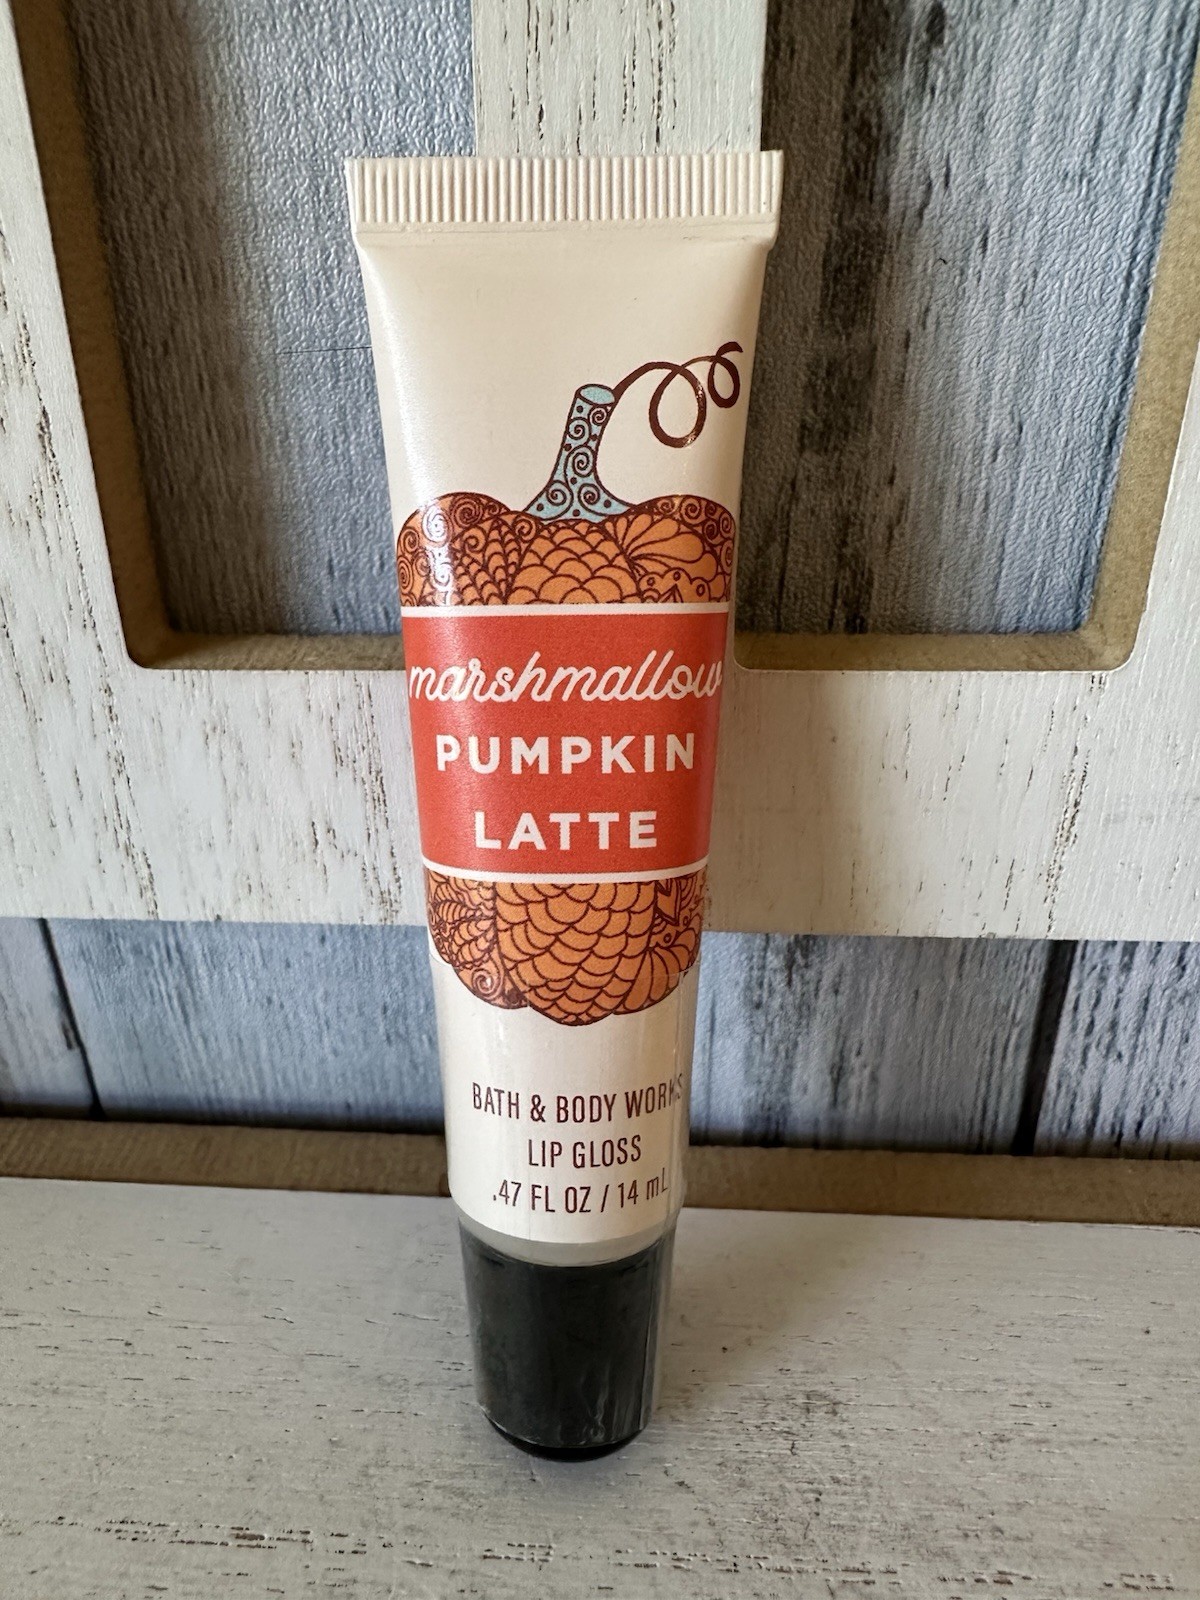 marshmallow
PUMPKIN
LATTE
BATH & BODY WORKS
LIP GLOSS
.47 FL OZ / 14 mL